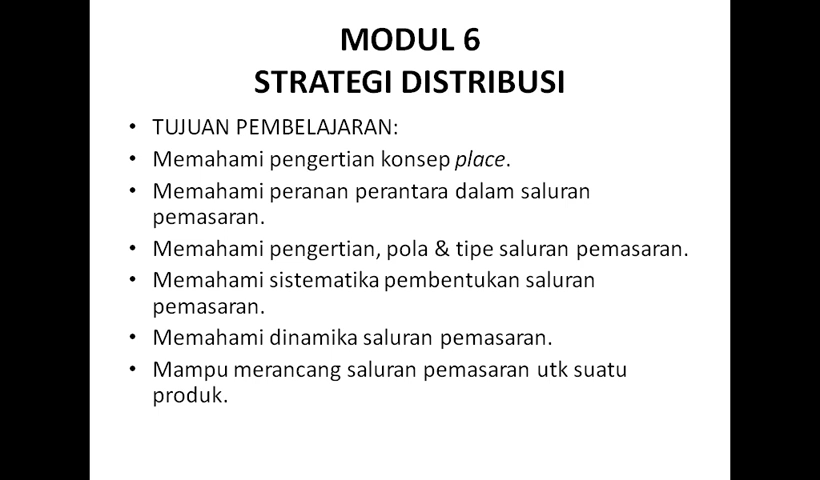 MODUL 6
STRATEGI DISTRIBUSI
• TUJUAN PEMBELAJARAN:
• Memahami pengertian konsep place.
• Memahami peranan perantara dalam saluran
pemasaran.
• Memahami pengertian, pola & tipe saluran pemasaran.
• Memahami sistematika pembentukan saluran
pemasaran.
• Memahami dinamika saluran pemasaran.
• Mampu merancang saluran pemasaran utk suatu
produk.